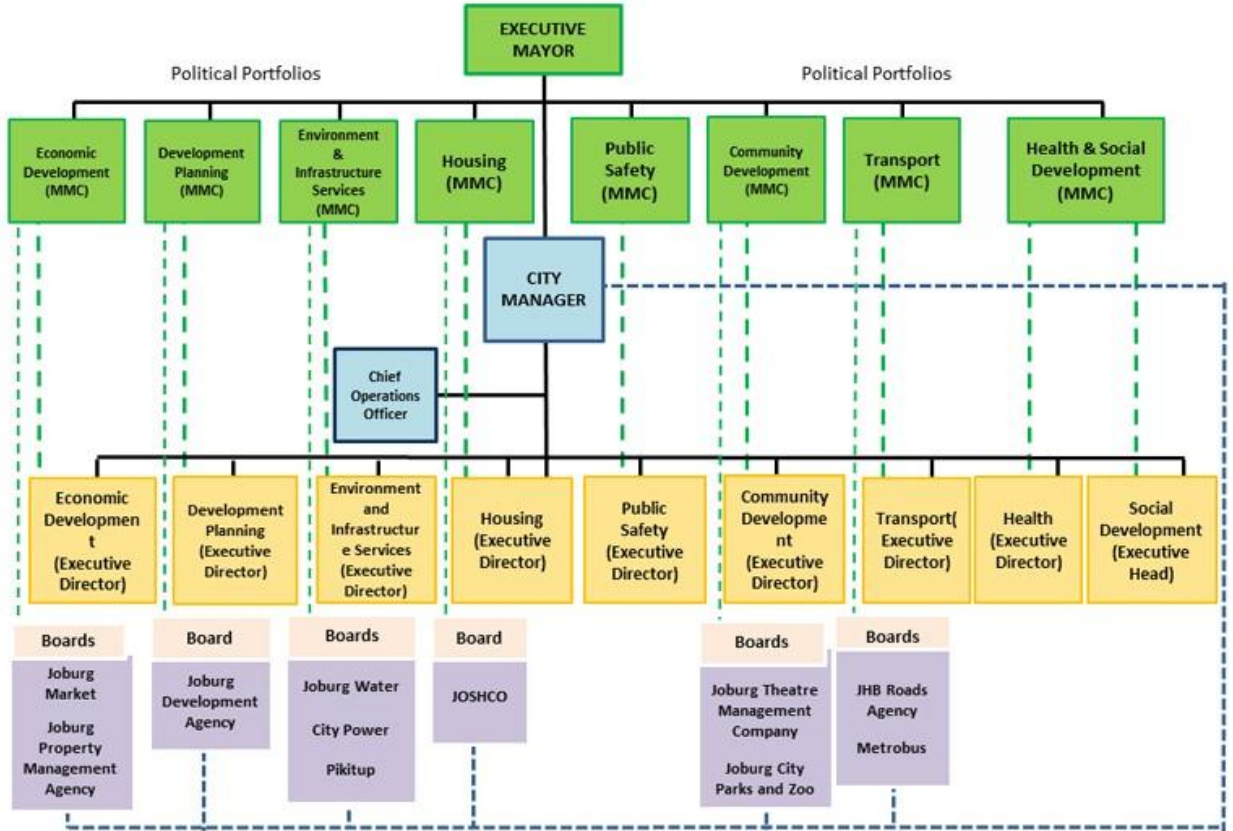 EXECUTIVE
MAYOR
Political Portfolios
Political Portfolios
Economic
Development
(MMC)
Development
Planning
(MMC)
Environment
&
Infrastructure
Services
(MMC)
Housing
(MMC)
Public
Safety
(MMC)
Community
Development
(MMC)
Transport
(MMC)
Health & Social
Development
(MMC)
CITY
MANAGER
Chief
Operations
Officer
Economic
Developmen
t
(Executive
Director)
Development
Planning
(Executive
Director)
Environment
and
Infrastructur
e Services
(Executive
Director)
Housing
(Executive
Director)
Public
Safety
(Executive
Director)
Community
Developme
nt
(Executive
Director)
Transport(
Executive
Director)
Health
(Executive
Director)
Social
Development
(Executive
Head)
Boards
Joburg
Market
Joburg
Property
Management
Agency
Board
Joburg
Development
Agency
Boards
Joburg Water
City Power
Pikitup
Board
JOSHCO
Boards
Joburg Theatre
Management
Company
Joburg City
Parks and Zoo
Boards
JHB Roads
Agency
Metrobus